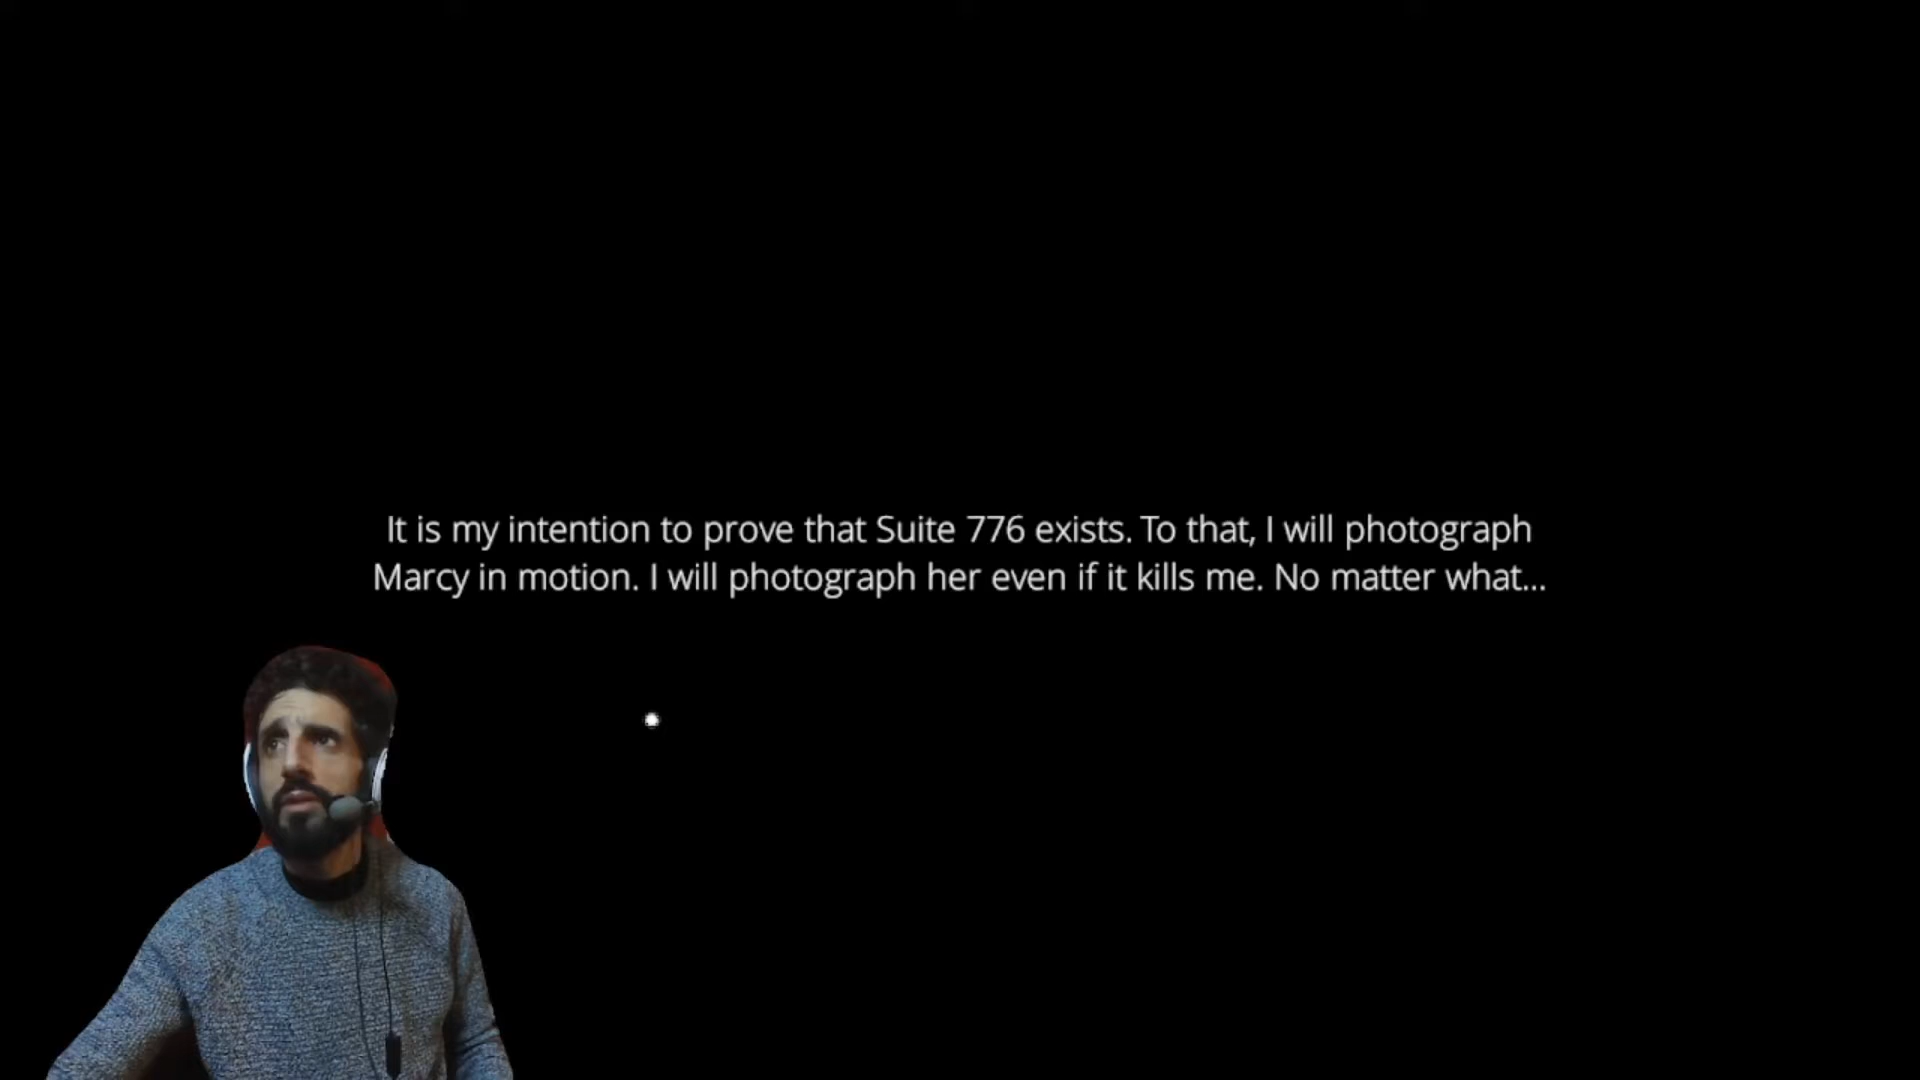 It is my intention to prove that Suite 776 exists. To that, I will photograph
Marcy in motion. I will photograph her even if it kills me. No matter what...